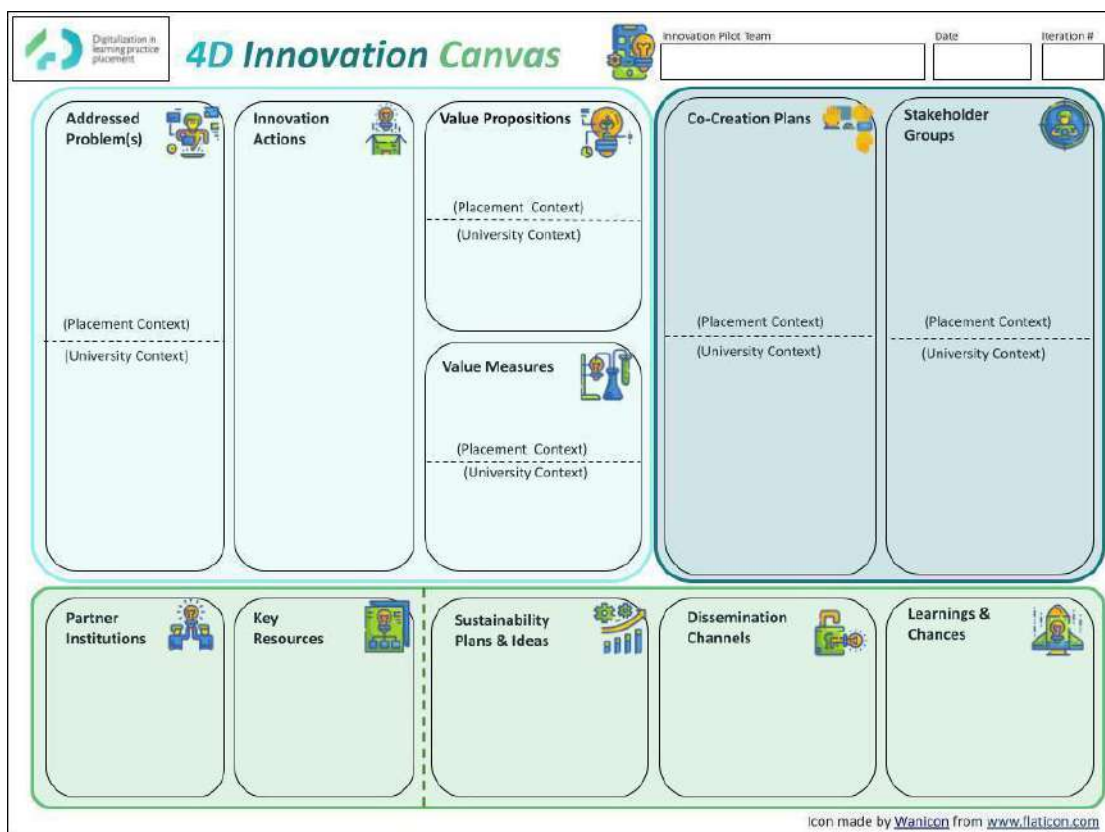 Digitalization in
learning practice
placement
4D Innovation Canvas
Innovation Pilot Team
Date
Iteration #
Addressed
Problem(s)
(Placement Context)
(University Context)
Innovation
Actions
Value Propositions
(Placement Context)
(University Context)
Value Measures
(Placement Context)
(University Context)
Co-Creation Plans
(Placement Context)
(University Context)
Stakeholder
Groups
(Placement Context)
(University Context)
Partner
Institutions
Key
Resources
Sustainability
Plans & Ideas
Dissemination
Channels
Learnings &
Chances
Icon made by Wanicon from www.flaticon.com